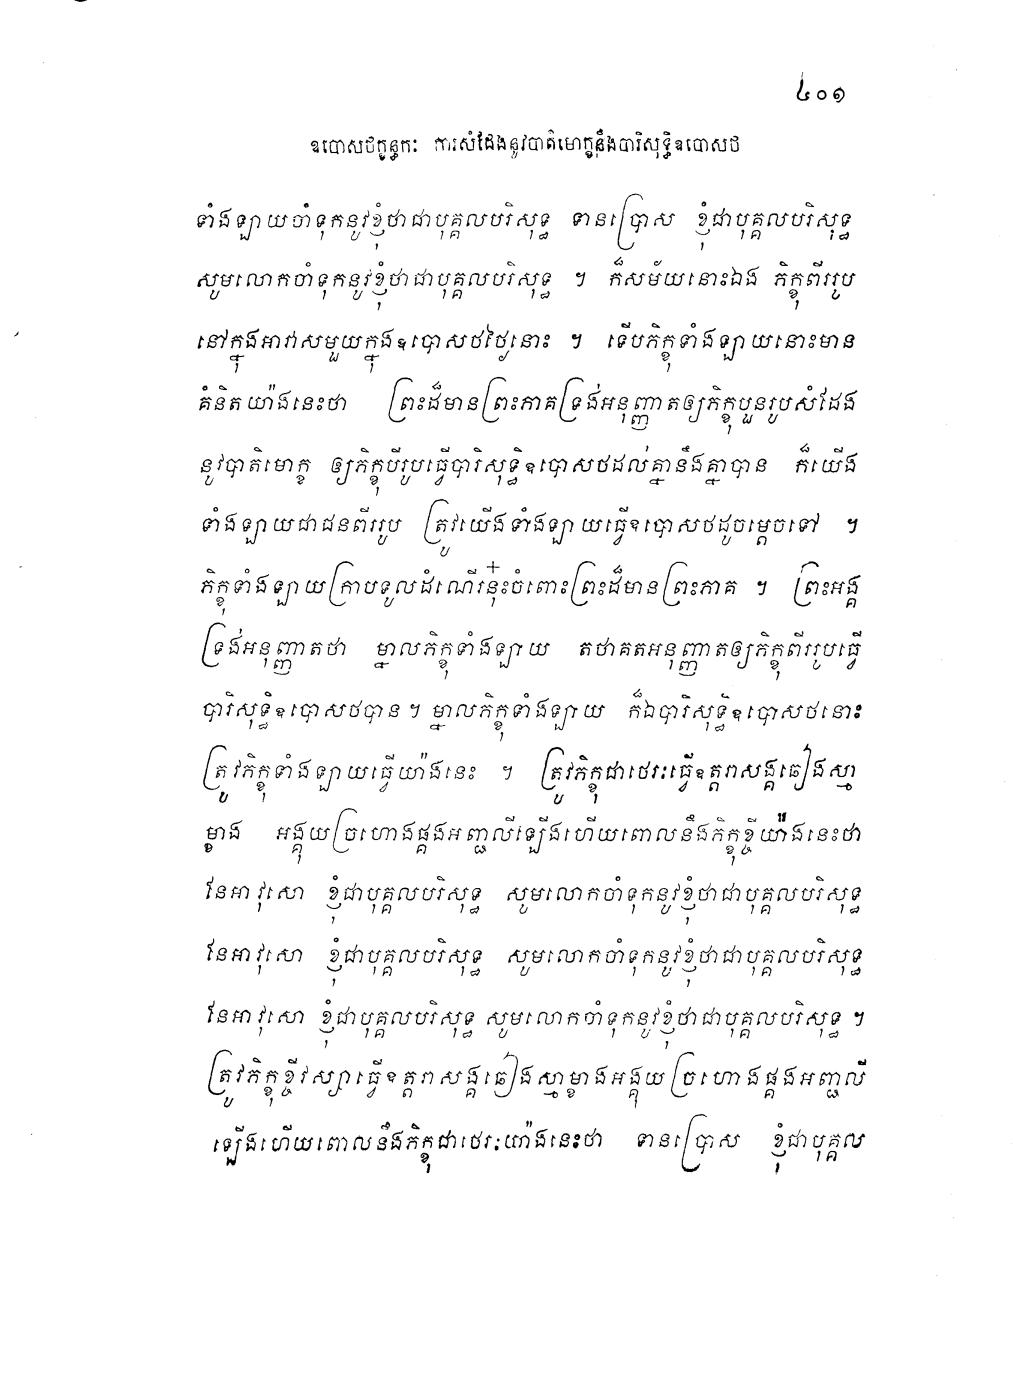 ៤០១
ឧបោសថក្ខន្ធកៈ ការសំដែងនូវបាតិមោក្ខនឹងបារិសុទ្ធិឧបោសថ
ទាំងឡាយចាំទុកនូវខ្ញុំថាជាបុគ្គលបរិសុទ្ធ ទានប្រោស ខ្ញុំជាបុគ្គលបរិសុទ្ធ
សូមលោកចាំទុកនូវខ្ញុំថាជាបុគ្គលបរិសុទ្ធ ។ ក៏សម័យនោះឯង ភិក្ខុពីររូប
នៅក្នុងអាវាសមួយក្នុងឧបោសថថ្ងៃនោះ ។ ទើបភិក្ខុទាំងឡាយនោះមាន
គំនិតយ៉ាងនេះថា ព្រះដ៏មានព្រះភាគទ្រង់អនុញ្ញាតឲ្យភិក្ខុបួនរូបសំដែង
នូវបាតិមោក្ខ ឲ្យភិក្ខុបីរូបធ្វើបារិសុទ្ធិឧបោសថដល់គ្នានឹងគ្នាបាន ក៏យើង
ទាំងឡាយជាជនពីររូប ត្រូវយើងទាំងឡាយធ្វើឧបោសថដូចម្តេចទៅ ។
ភិក្ខុទាំងឡាយក្រាបទូលដំណើរនុ៎ះចំពោះព្រះដ៏មានព្រះភាគ ។ ព្រះអង្គ
ទ្រង់អនុញ្ញាតថា ម្នាលភិក្ខុទាំងឡាយ តថាគតអនុញ្ញាតឲ្យភិក្ខុពីររូបធ្វើ
បារិសុទ្ធិឧបោសថបាន ។ ម្នាលភិក្ខុទាំងឡាយ ក៏ឯបារិសុទ្ធិឧបោសថនោះ
ត្រូវភិក្ខុទាំងឡាយធ្វើយ៉ាងនេះ ។ ត្រូវភិក្ខុជាថេរៈធ្វើឧត្តរាសង្គឆៀងស្មា
ម្ខាង អង្គុយច្រហោងផ្គងអញ្ជលីឡើងហើយពោលនឹងភិក្ខុខ្ចីយ៉ាងនេះថា
នែអាវុសោ ខ្ញុំជាបុគ្គលបរិសុទ្ធ សូមលោកចាំទុកនូវខ្ញុំថាជាបុគ្គលបរិសុទ្ធ
នែអាវុសោ ខ្ញុំជាបុគ្គលបរិសុទ្ធ សូមលោកចាំទុកនូវខ្ញុំថាជាបុគ្គលបរិសុទ្ធ
នែអាវុសោ ខ្ញុំជាបុគ្គលបរិសុទ្ធ សូមលោកចាំទុកនូវខ្ញុំថាជាបុគ្គលបរិសុទ្ធ ។
ត្រូវភិក្ខុខ្ចីវស្សាធ្វើឧត្តរាសង្គឆៀងស្មាម្ខាងអង្គុយច្រហោងផ្គងអញ្ជលី
ឡើងហើយពោលនឹងភិក្ខុជាថេរៈយ៉ាងនេះថា ទានប្រោស ខ្ញុំជាបុគ្គល